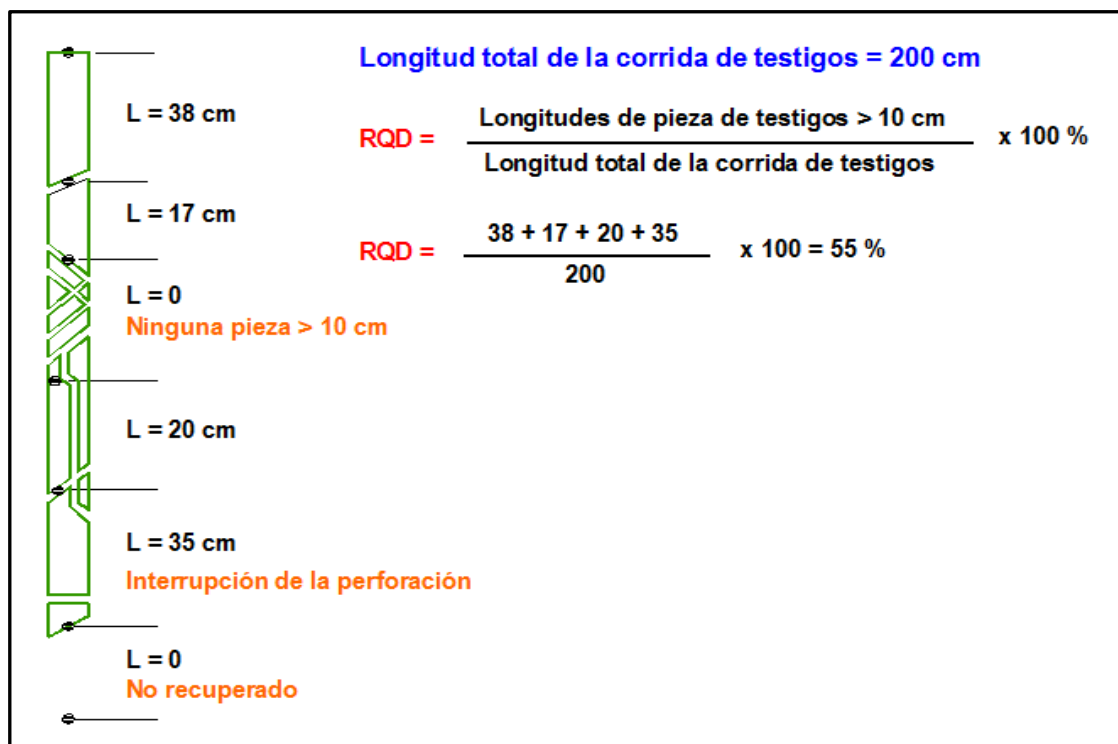 Longitud total de la corrida de testigos = 200 cm
L = 38 cm
RQD = Longitudes de pieza de testigos > 10 cm x 100 %
Longitud total de la corrida de testigos
L = 17 cm
RQD = 38 + 17 + 20 + 35 x 100 = 55 %
200
L = 0
Ninguna pieza > 10 cm
L = 20 cm
L = 35 cm
Interrupción de la perforación
L = 0
No recuperado